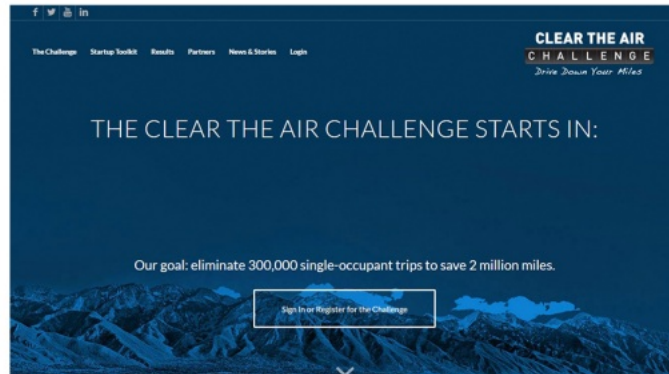 The Challenge Startup Toolkit Results Partners News & Stories Login
CLEAR THE AIR
CHALLENGE
Drive Down Your Miles
THE CLEAR THE AIR CHALLENGE STARTS IN:
Our goal: eliminate 300,000 single-occupant trips to save 2 million miles.
Sign In or Register for the Challenge